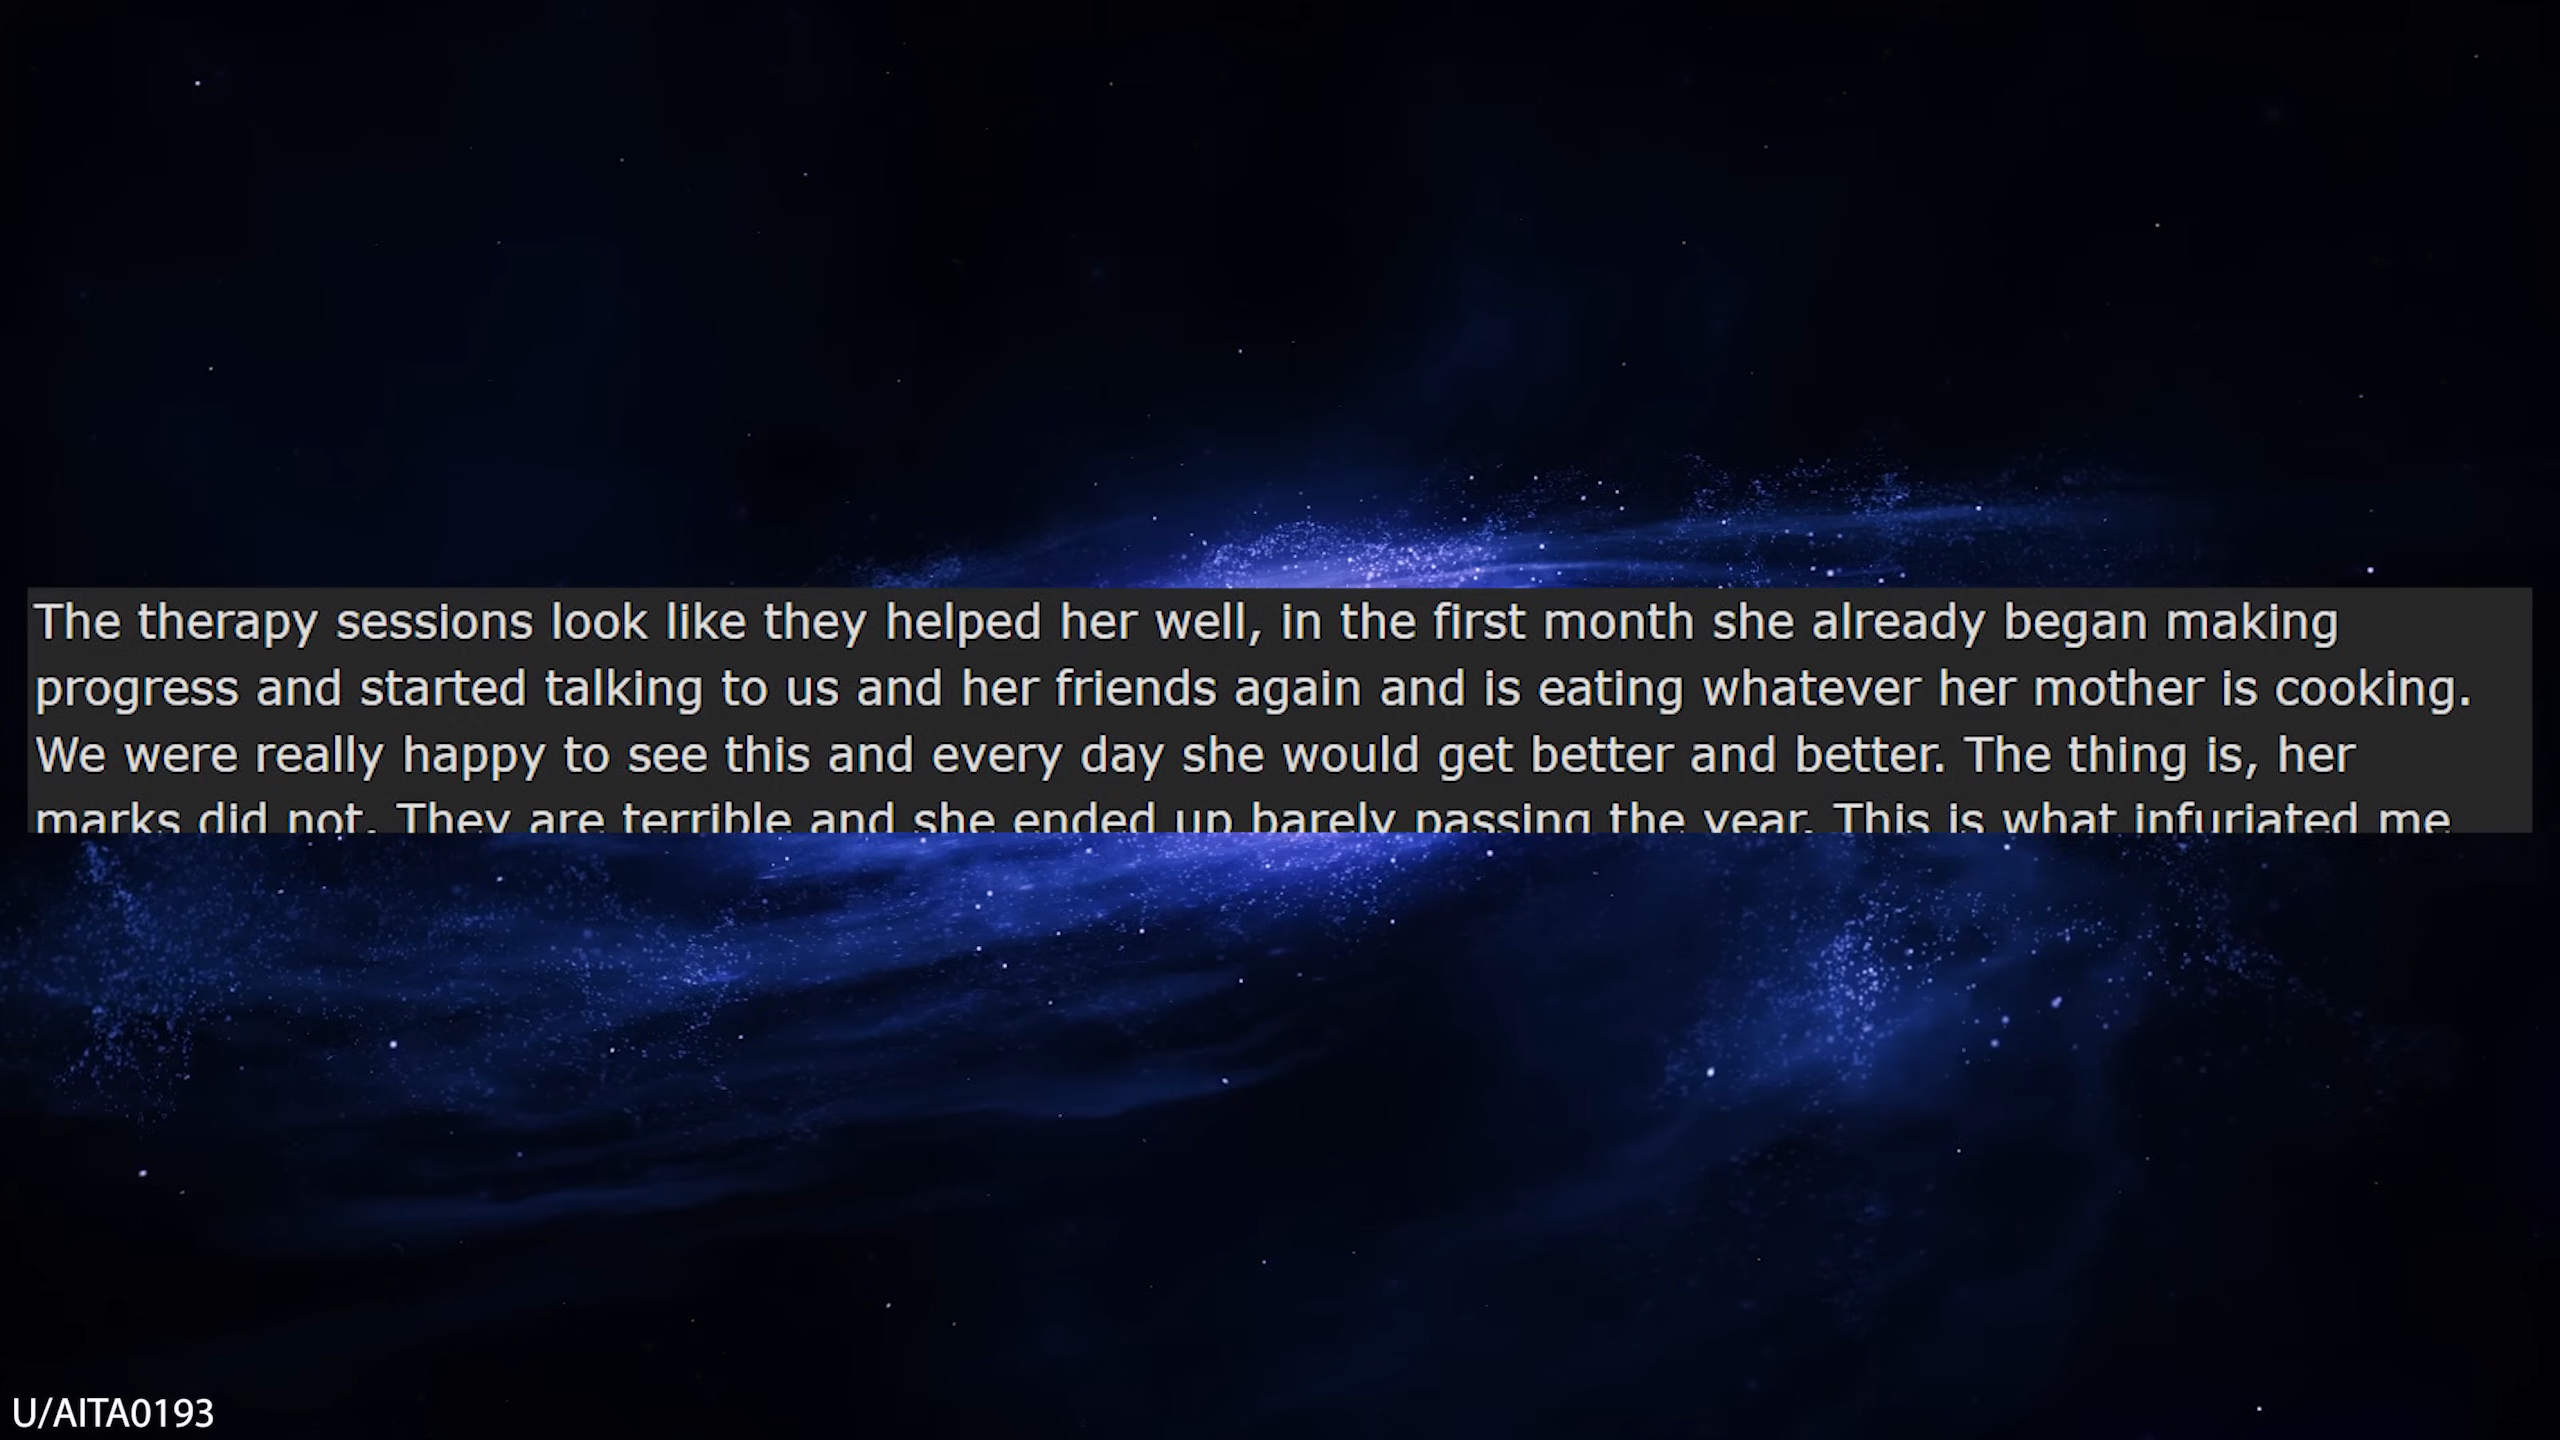 The therapy sessions look like they helped her well, in the first month she already began making
progress and started talking to us and her friends again and is eating whatever her mother is cooking.
We were really happy to see this and every day she would get better and better. The thing is, her
marks did not. They are terrible and she ended up barely passing the year. This is what infuriated me
U/AITA0193